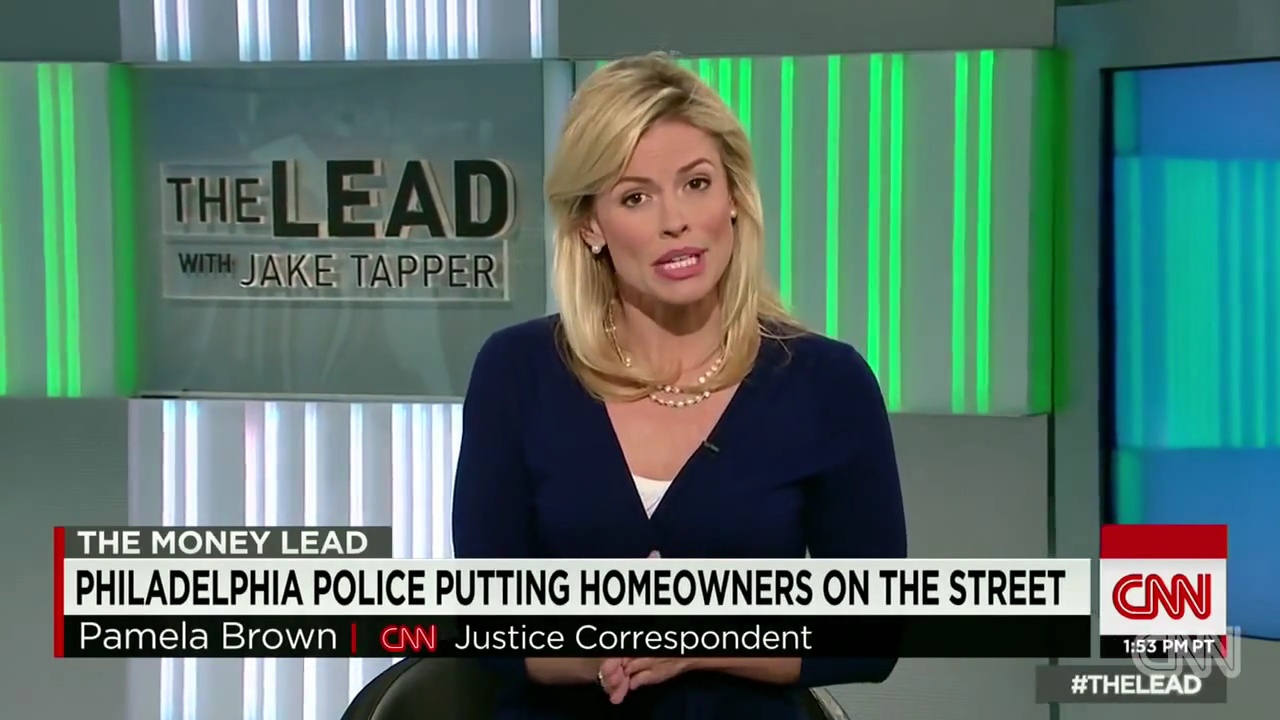 THE LEAD
WITH JAKE TAPPER
THE MONEY LEAD
PHILADELPHIA POLICE PUTTING HOMEOWNERS ON THE STREET
Pamela Brown | CNN Justice Correspondent
CNN
1:53 PM PT
CNN
#THELEAD